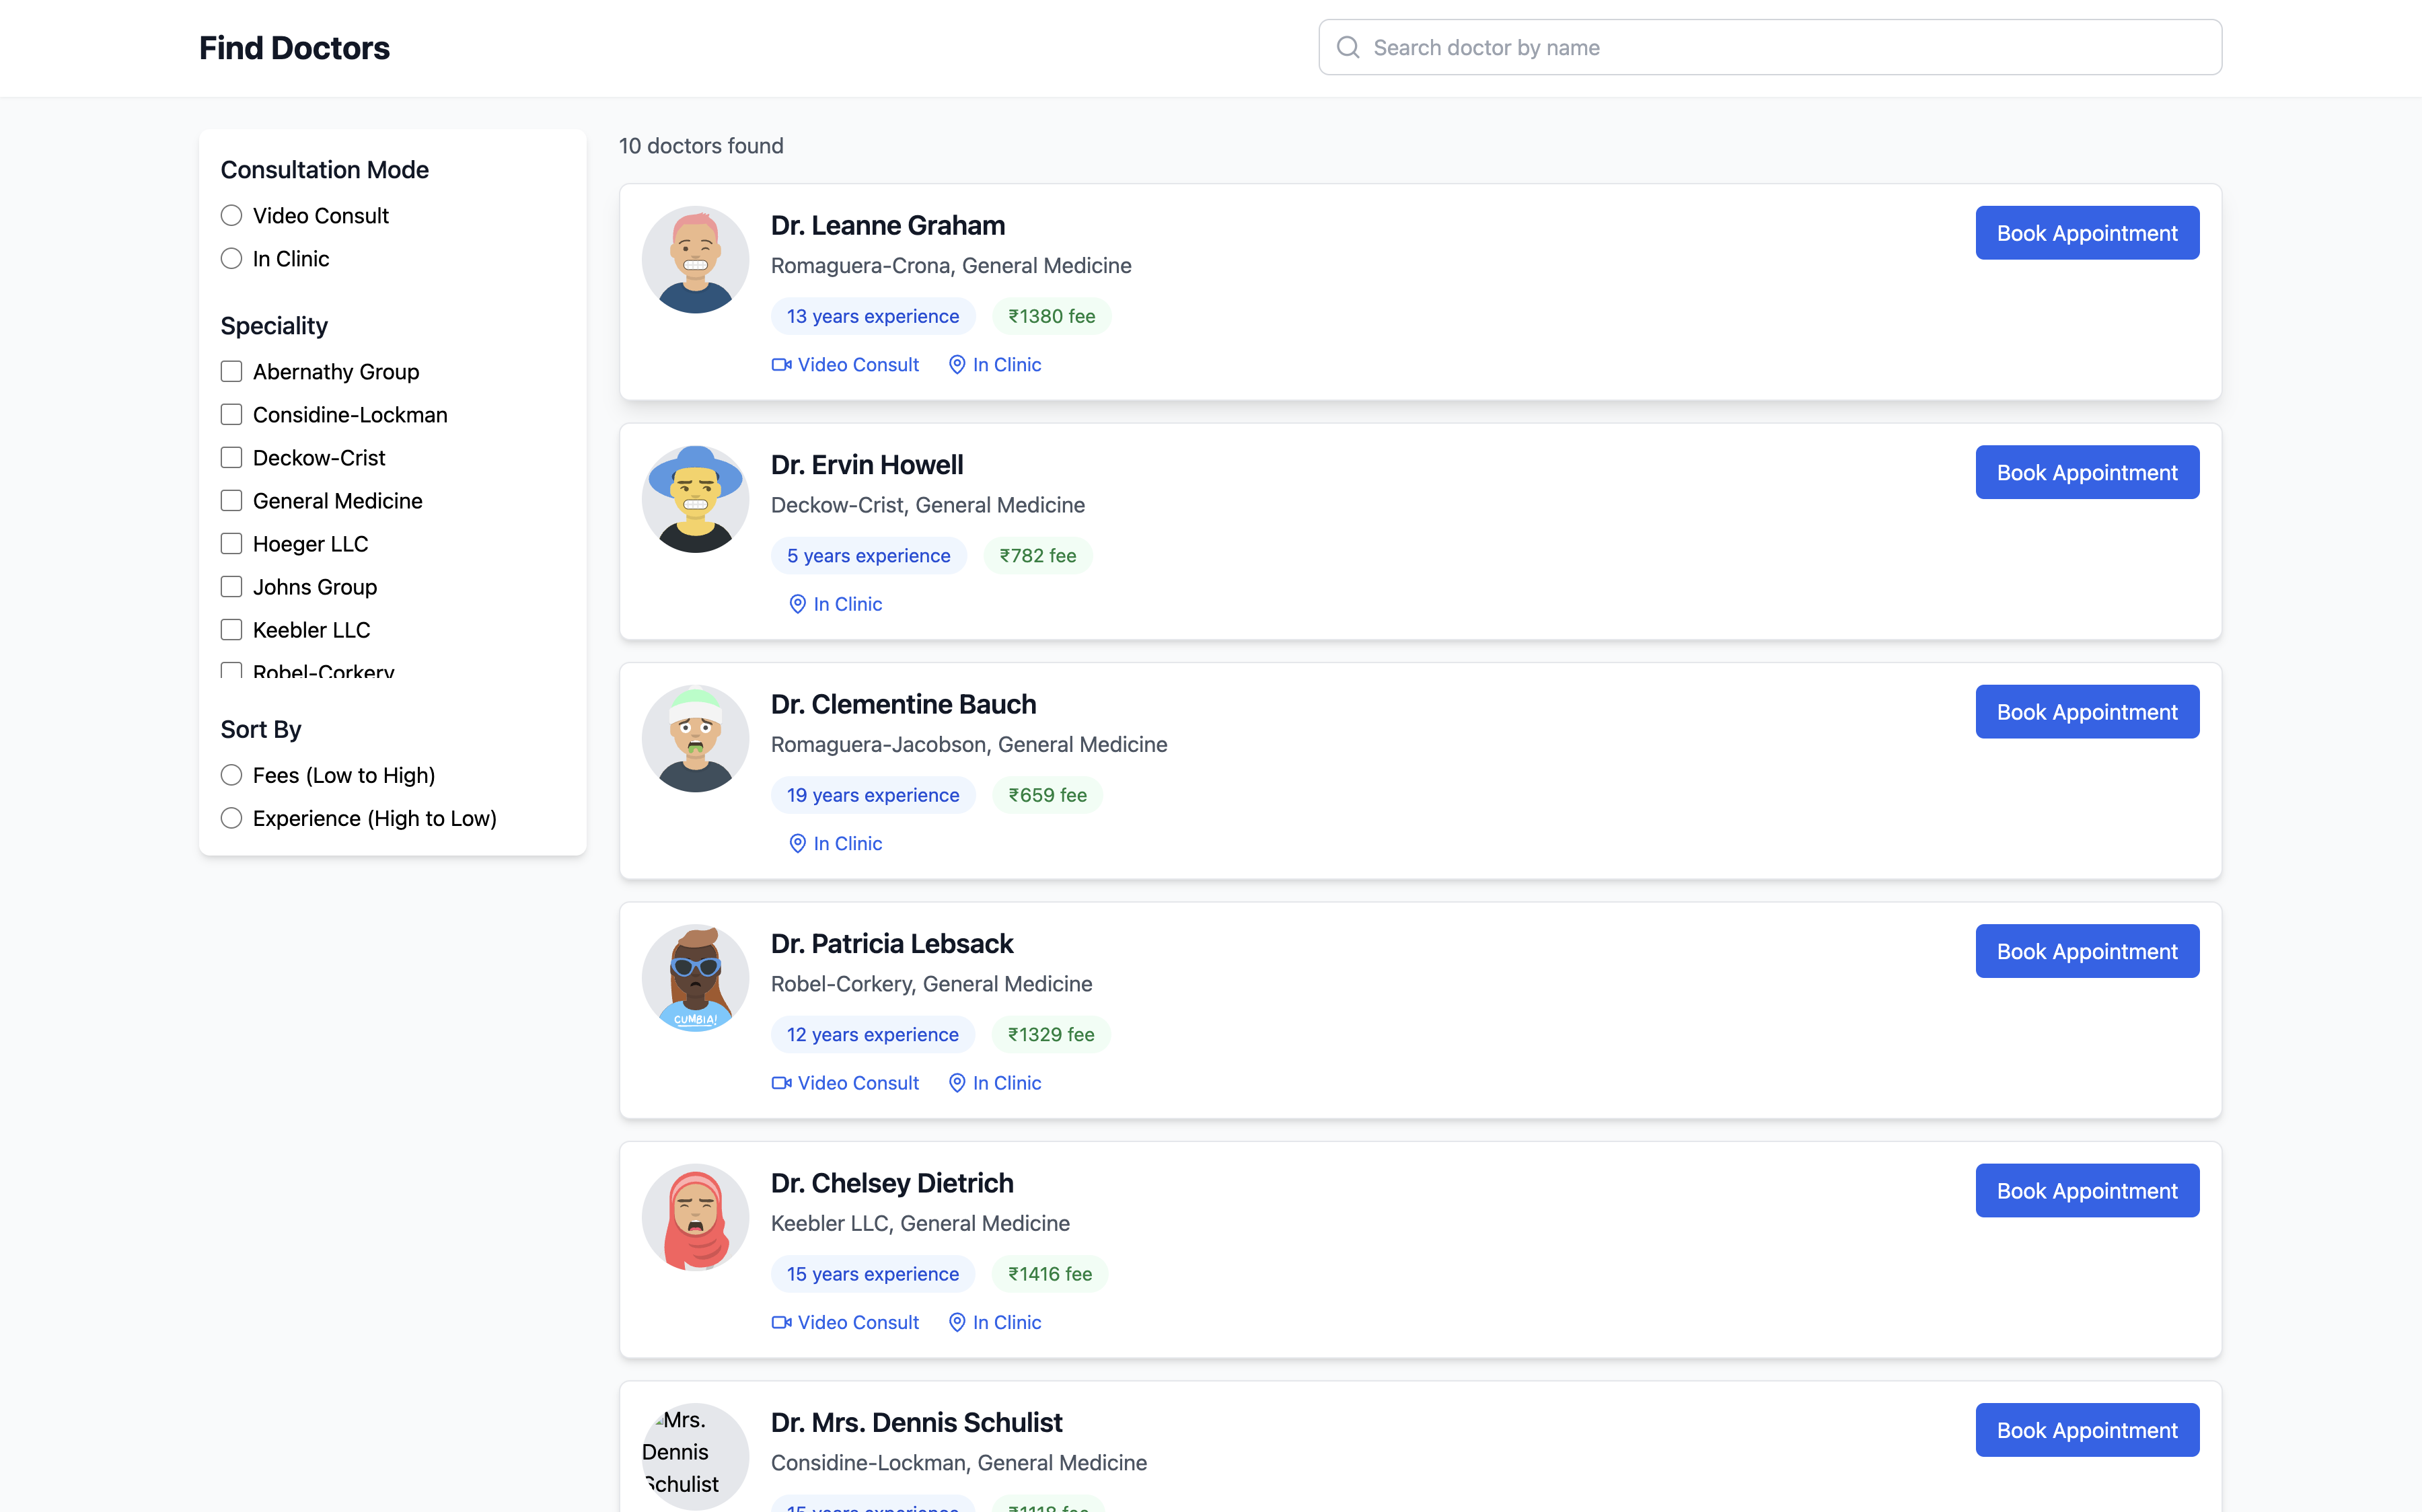 Find Doctors
Search doctor by name
Consultation Mode
Video Consult
In Clinic
Speciality
Abernathy Group
Considine-Lockman
Deckow-Crist
General Medicine
Hoeger LLC
Johns Group
Keebler LLC
Robel-Corkery
Sort By
Fees (Low to High)
Experience (High to Low)
10 doctors found
Dr. Leanne Graham
Book Appointment
Romaguera-Crona, General Medicine
13 years experience ₹1380 fee
Video Consult In Clinic
Dr. Ervin Howell
Book Appointment
Deckow-Crist, General Medicine
5 years experience ₹782 fee
In Clinic
Dr. Clementine Bauch
Book Appointment
Romaguera-Jacobson, General Medicine
19 years experience ₹659 fee
In Clinic
CUMBIA!
Dr. Patricia Lebsack
Book Appointment
Robel-Corkery, General Medicine
12 years experience ₹1329 fee
Video Consult In Clinic
Dr. Chelsey Dietrich
Book Appointment
Keebler LLC, General Medicine
15 years experience ₹1416 fee
Video Consult In Clinic
Mrs.
Dennis
Schulist
Dr. Mrs. Dennis Schulist
Book Appointment
Considine-Lockman, General Medicine
15 years experience ₹1118 fee